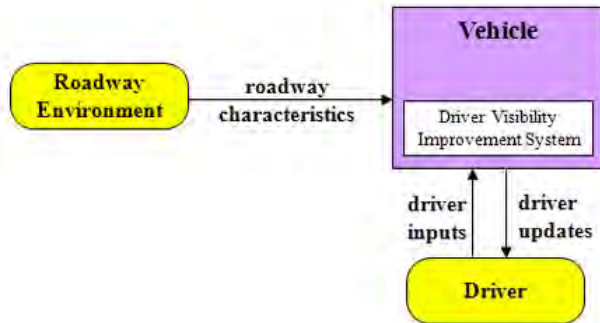 Vehicle
Roadway
Environment
roadway
characteristics
Driver Visibility
Improvement System
driver
inputs
driver
updates
Driver